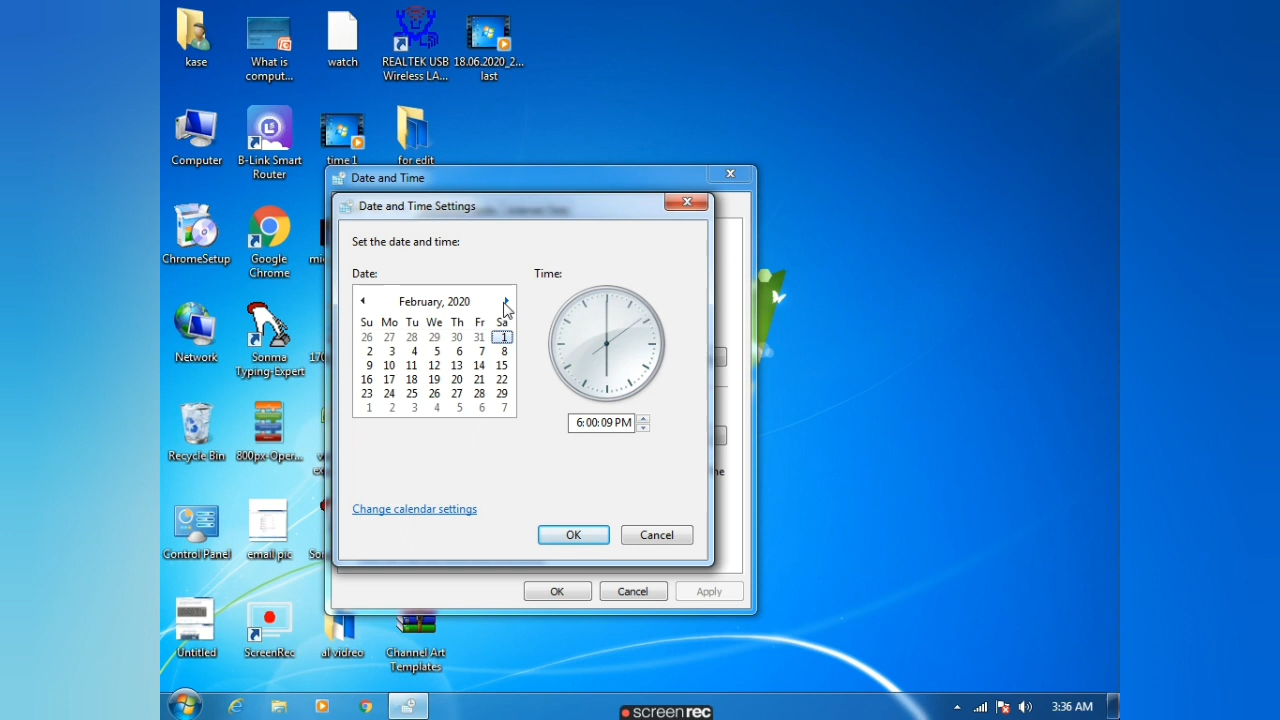 kase
What is
comput...
watch
REALTEK USB
Wireless LA...
18.06.2020_2...
last
Computer
B-Link Smart
Router
time 1
for edit
Date and Time
Date and Time Settings
Set the date and time:
Date:
Time:
February, 2020
Su Mo Tu We Th Fr Sa
26 27 28 29 30 31 1
2 3 4 5 6 7 8
9 10 11 12 13 14 15
16 17 18 19 20 21 22
23 24 25 26 27 28 29
1 2 3 4 5 6 7
6:00:09 PM
Change calendar settings
OK
Cancel
OK
Cancel
Apply
ChromeSetup
Google
Chrome
Network
Sonma
Typing-Expert
Recycle Bin
800px-Oper...
Control Panel
email pic
Untitled
ScreenRec
al vidreo
Channel Art
Templates
screenrec
3:36 AM